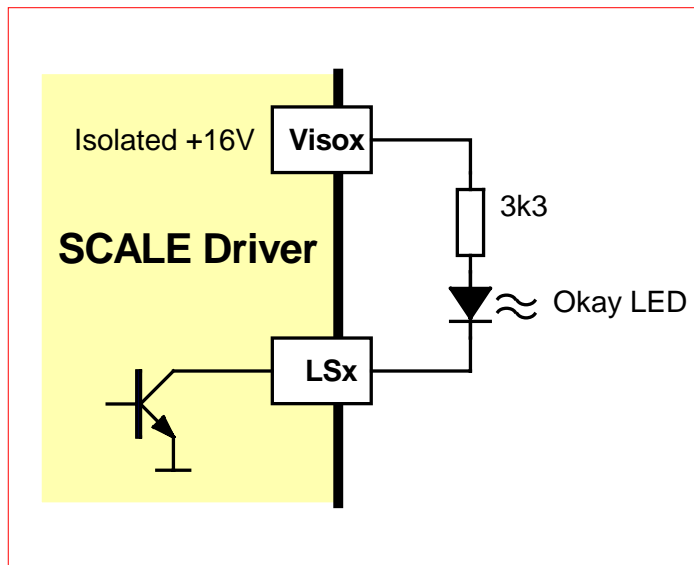 Isolated +16V
Visox
3k3
SCALE Driver
Okay LED
LSx